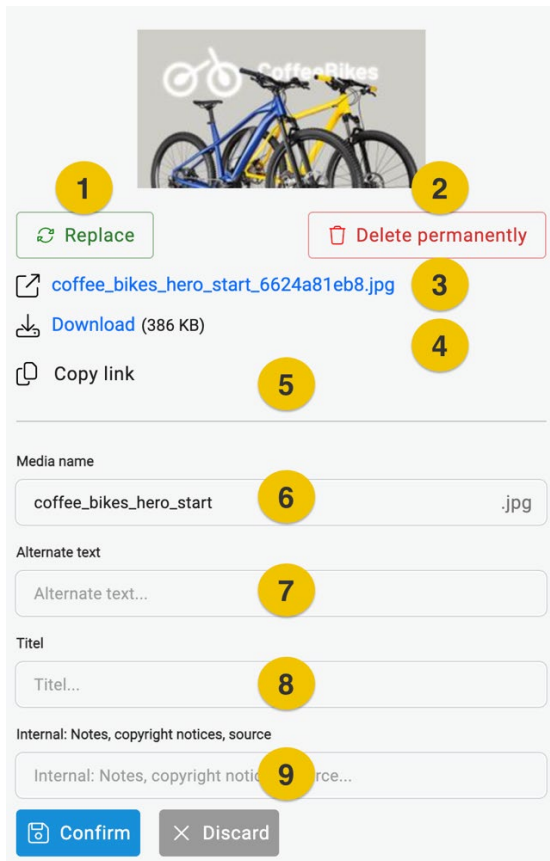 CoffeeBikes
1
2
Replace
Delete permanently
coffee_bikes_hero_start_6624a81eb8.jpg
3
Download (386 KB)
4
Copy link
5
Media name
coffee_bikes_hero_start
6
.jpg
Alternate text
Alternate text...
7
Titel
Titel...
8
Internal: Notes, copyright notices, source
Internal: Notes, copyright
9
Confirm
Discard